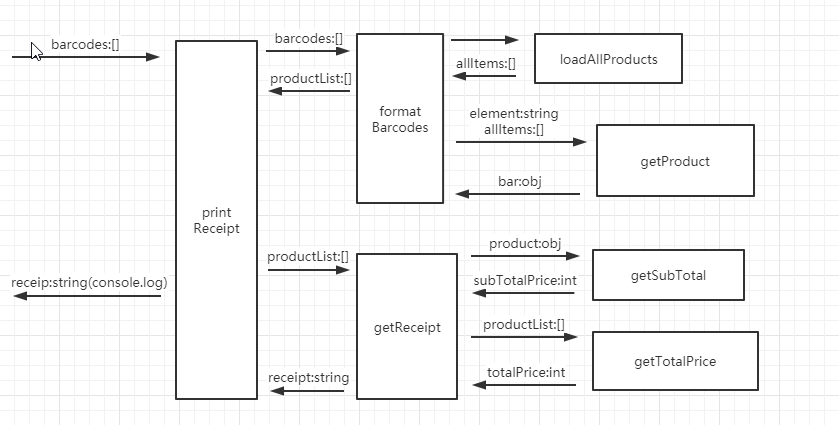 barcodes:[]
barcodes:[]
productList:[]
allItems:[]
loadAllProducts
format
Barcodes
element:string
allItems:[]
getProduct
bar:obj
print
Receipt
productList:[]
product:obj
subTotalPrice:int
getSubTotal
receip:string(console.log)
getReceipt
productList:[]
getTotalPrice
totalPrice:int
receipt:string